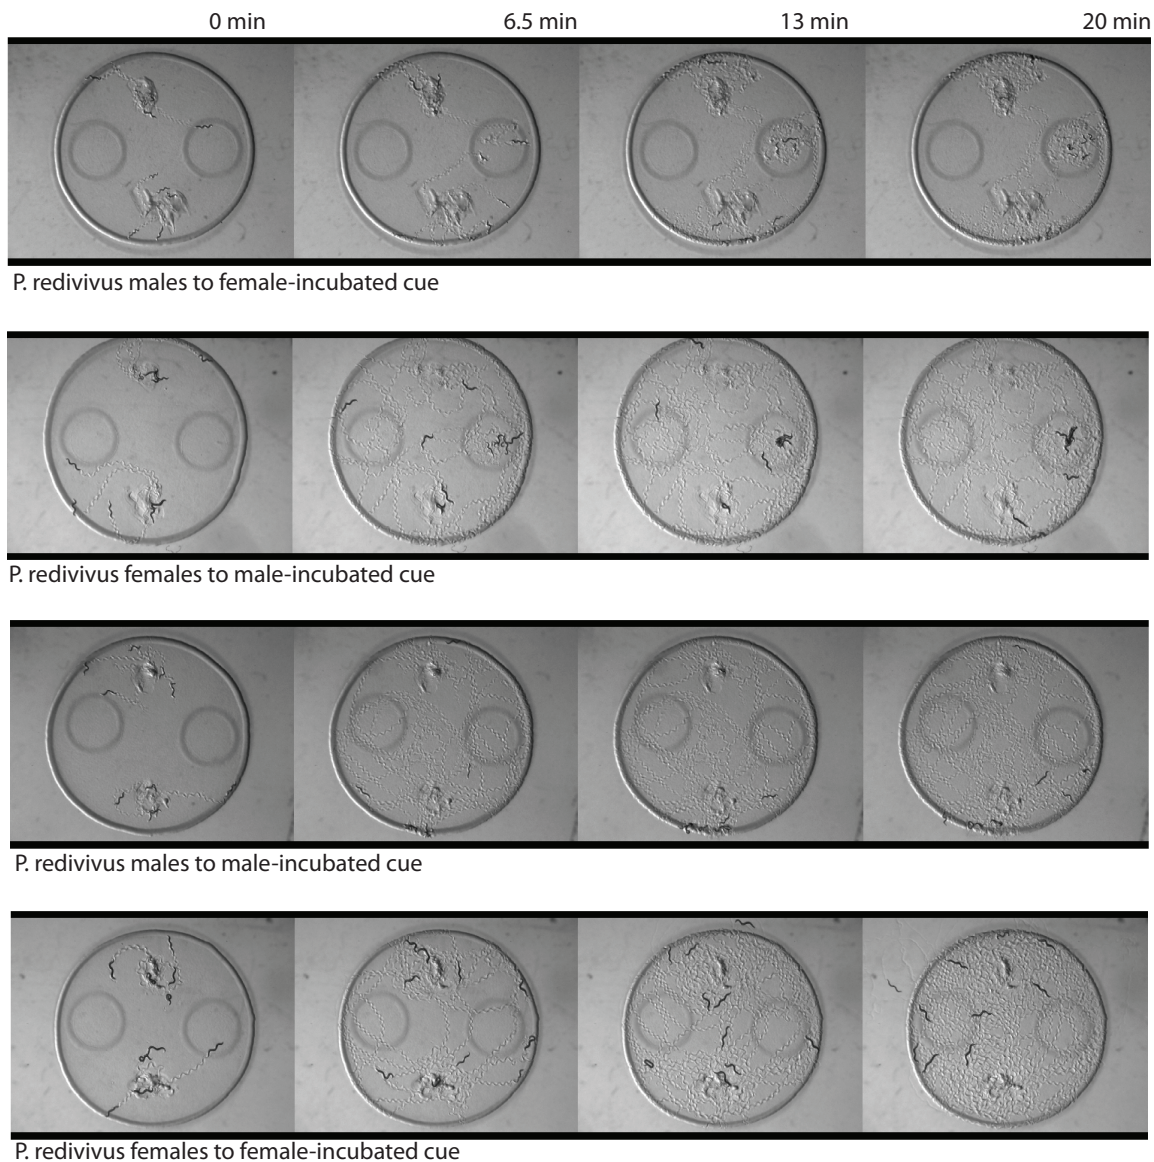 0 min 6.5 min 13 min 20 min
P. redivivus males to female-incubated cue
P. redivivus females to male-incubated cue
P. redivivus males to male-incubated cue
P. redivivus females to female-incubated cue